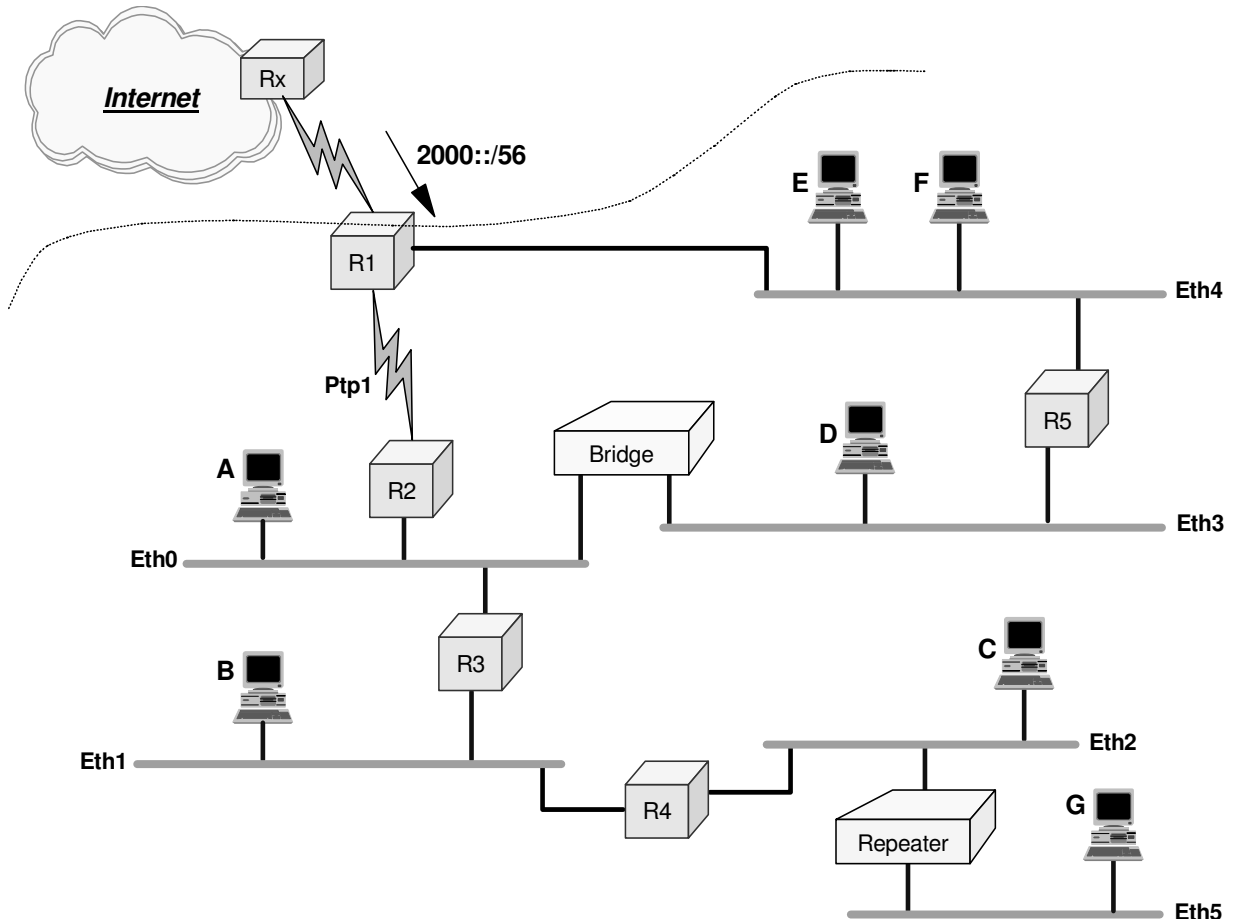 Rx
Internet
2000::/56
E
F
R1
Eth4
Ptp1
R5
D
Bridge
A
R2
Eth3
Eth0
C
B
R3
Eth2
Eth1
R4
G
Repeater
Eth5